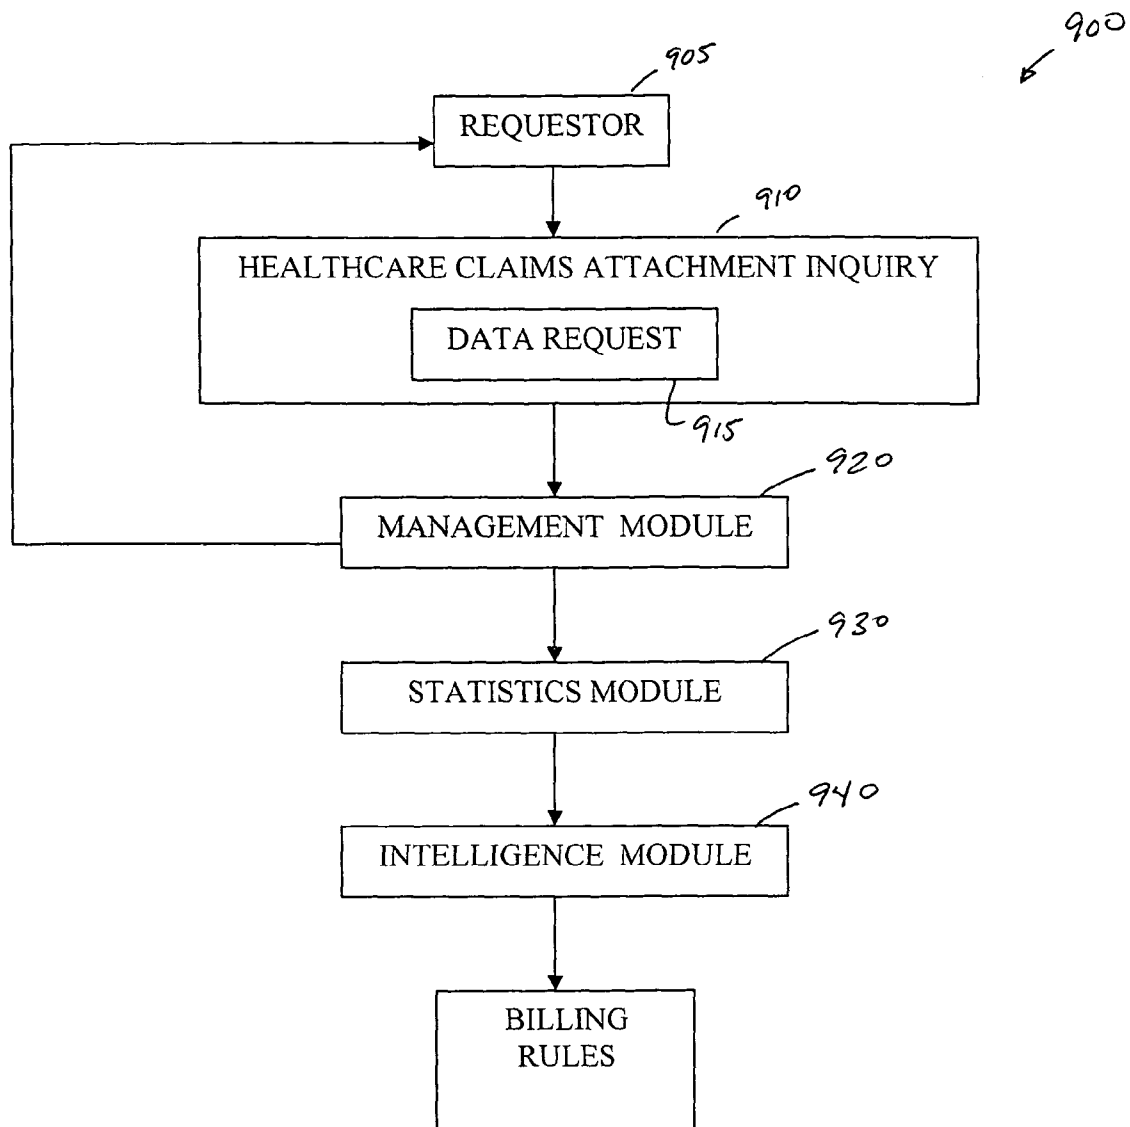 900
905
REQUESTOR
910
HEALTHCARE CLAIMS ATTACHMENT INQUIRY
DATA REQUEST
915
920
MANAGEMENT MODULE
930
STATISTICS MODULE
940
INTELLIGENCE MODULE
BILLING
RULES